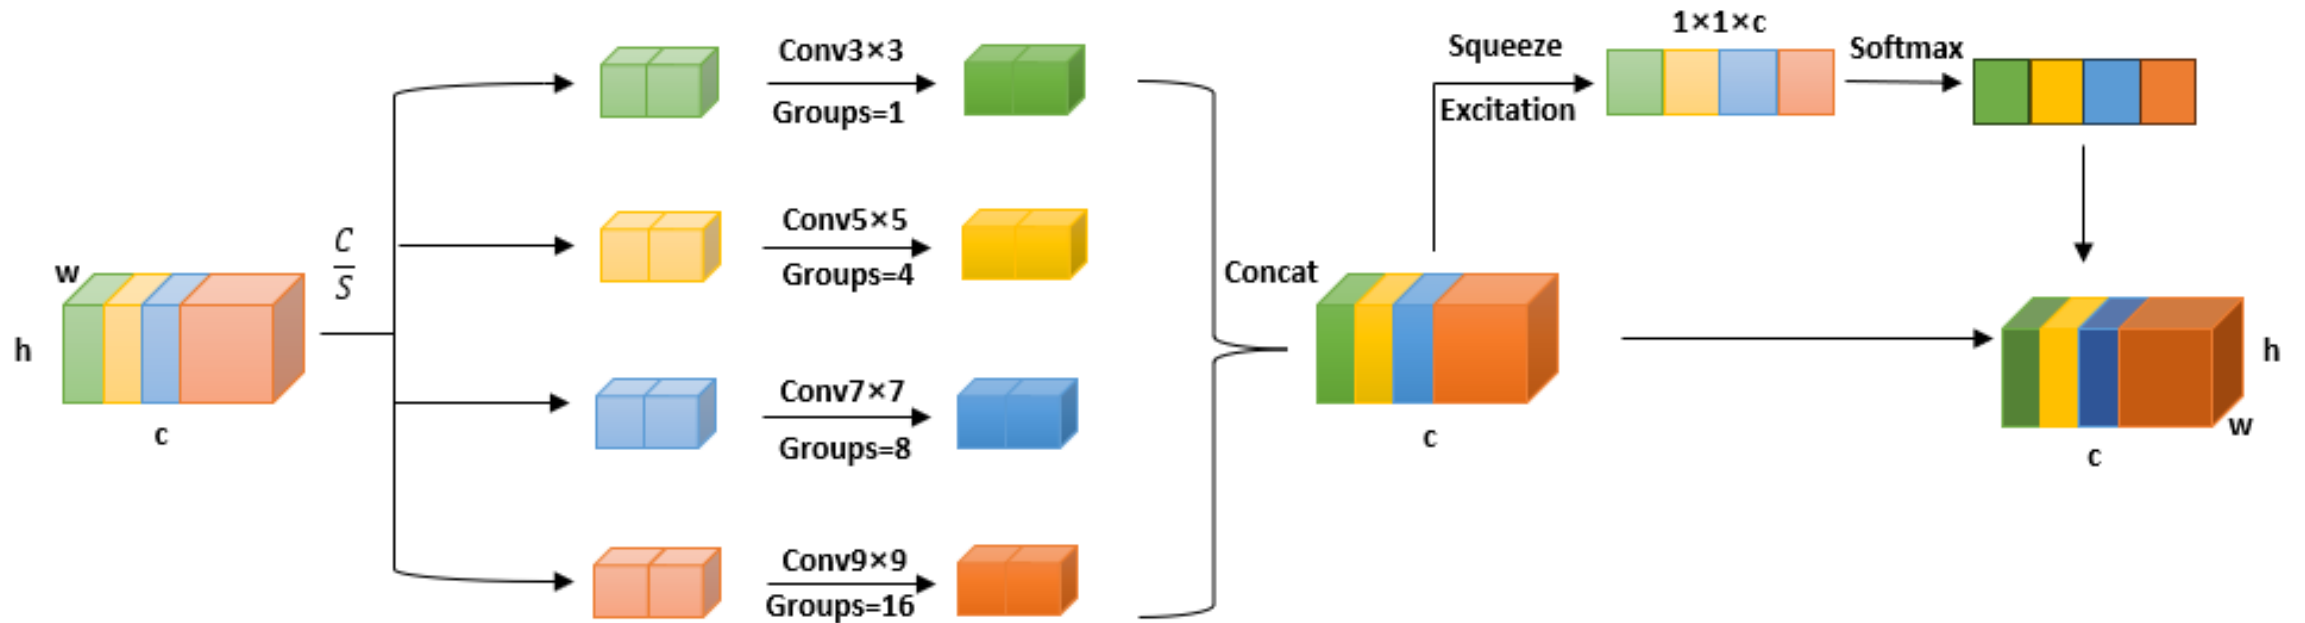 w
h
c
C
S
Conv3×3
Groups=1
Conv5×5
Groups=4
Conv7×7
Groups=8
Conv9×9
Groups=16
Concat
c
Squeeze
Excitation
1×1×c
Softmax
h
w
c